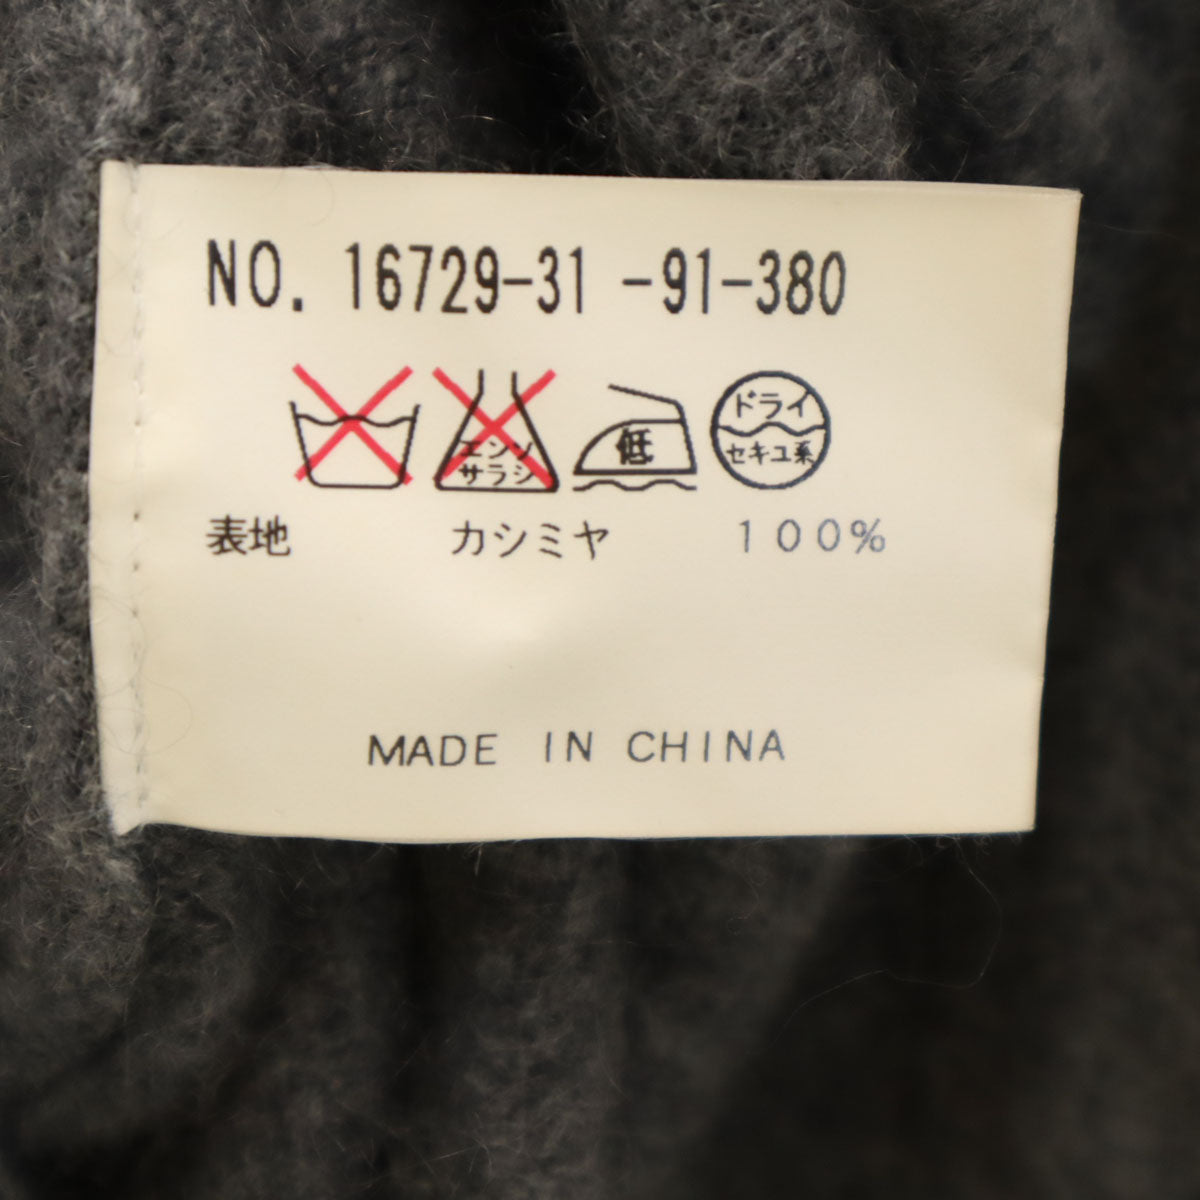 NO. 16729-31 -91-380
エンソ サラシ 低 ドライ セキユ系
表地 カシミヤ 100%
MADE IN CHINA